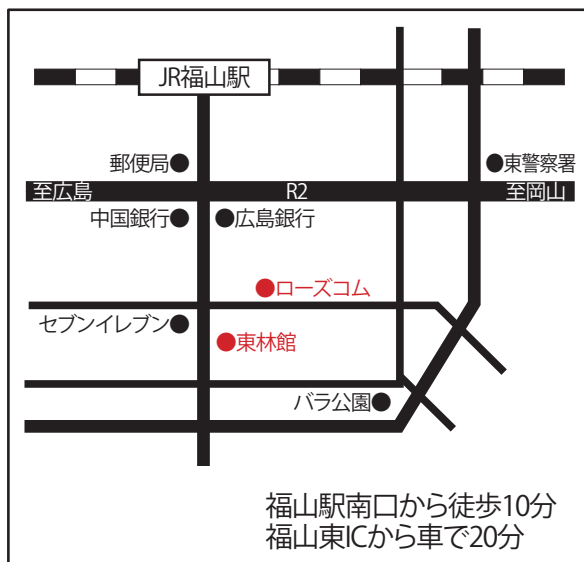 JR福山駅
郵便局
東警察署
至広島
R2
至岡山
中国銀行
広島銀行
ローズコム
セブンイレブン
東林館
バラ公園
福山駅南口から徒歩10分
福山東ICから車で20分